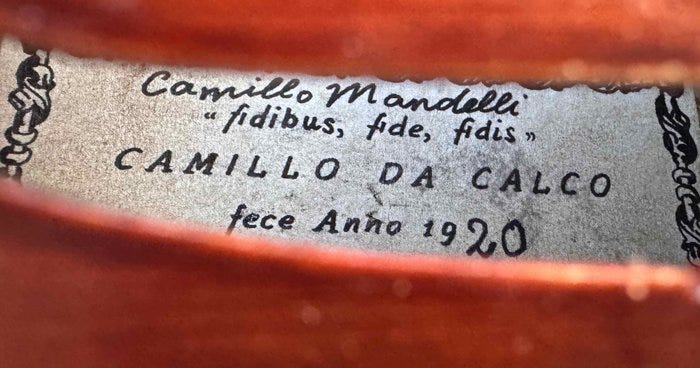 Camillo Mandelli
“fidibus, fide, fidis”
CAMILLO DA CALCO
fece Anno 1920